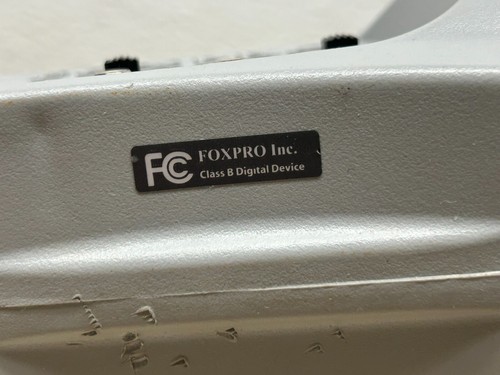 FC FOXPRO Inc.
Class B Digital Device